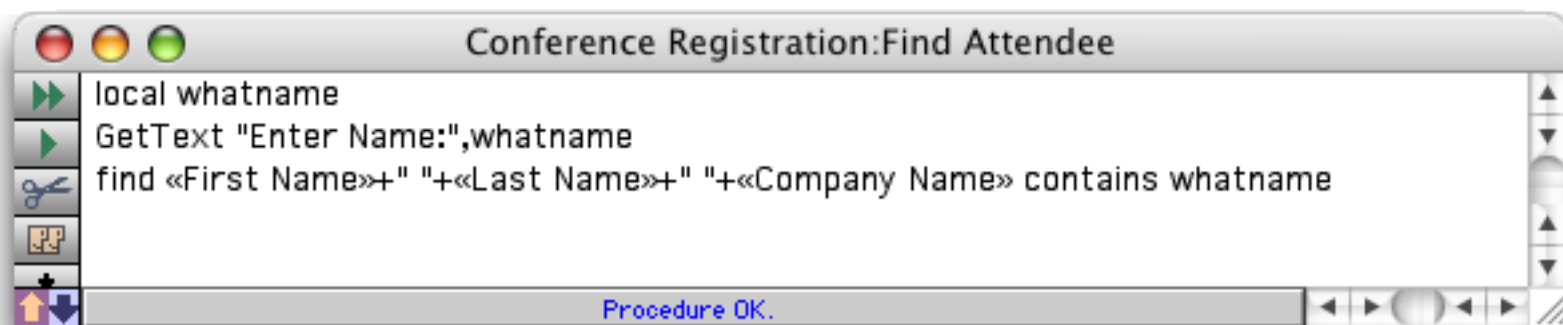 Conference Registration:Find Attendee
local whatname
GetText "Enter Name:",whatname
find «First Name»+" "+«Last Name»+" "+«Company Name» contains whatname
Procedure OK.